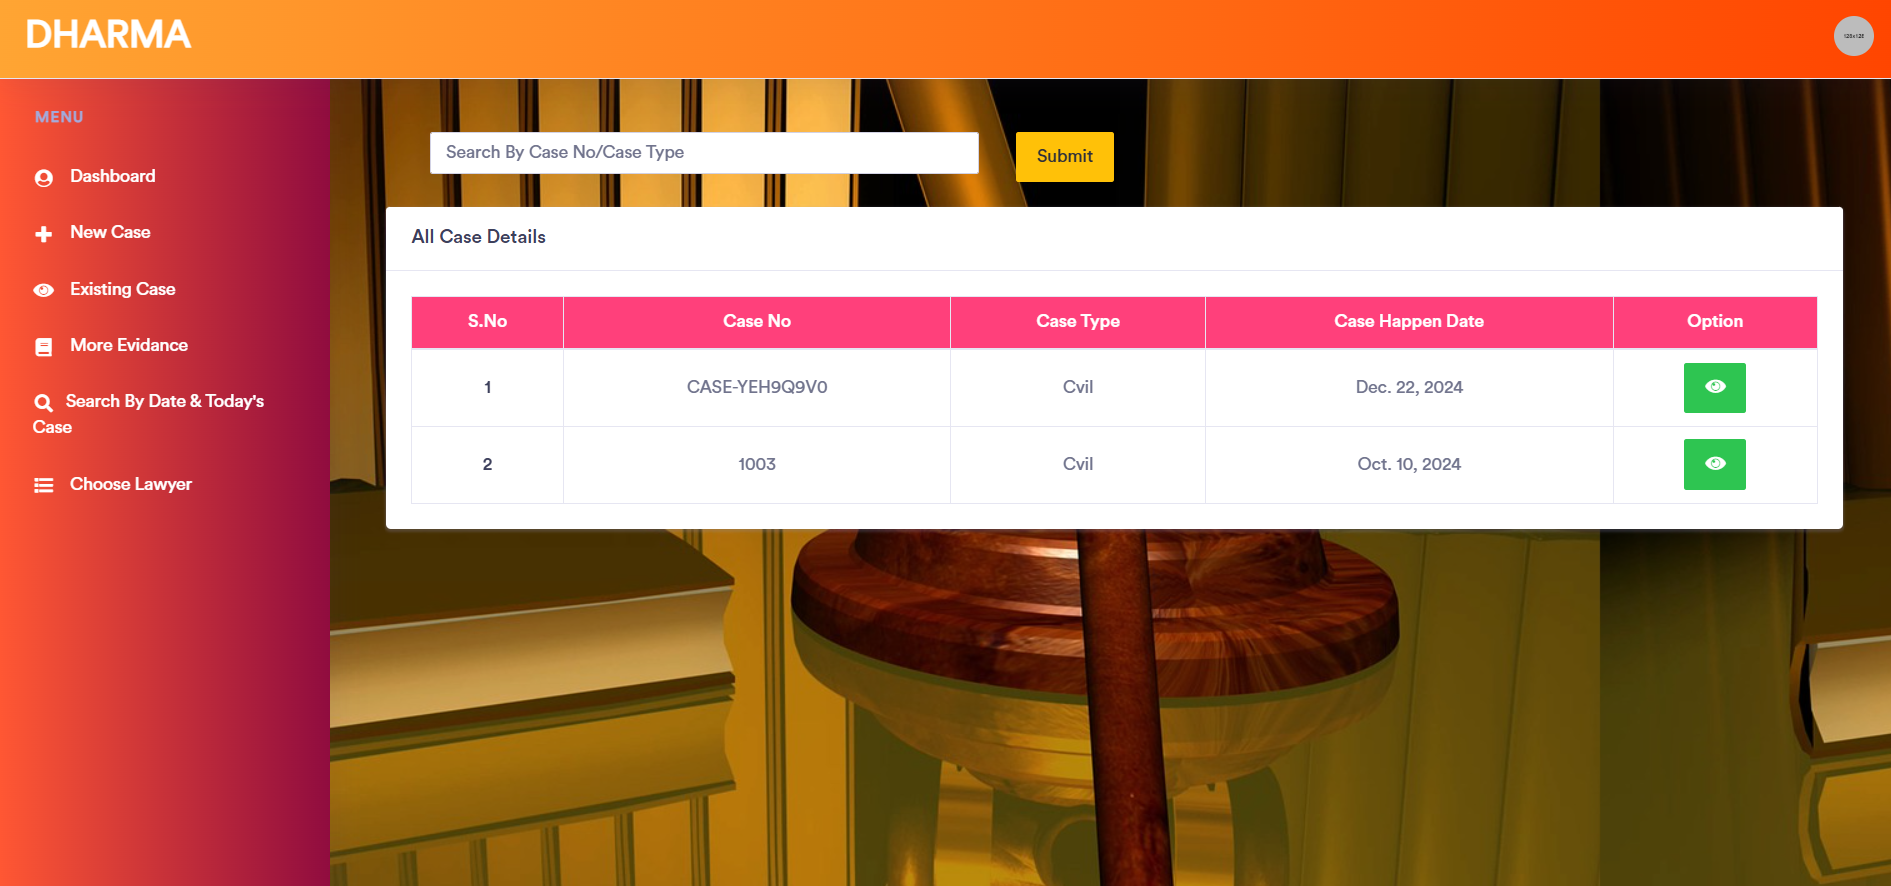 DHARMA
128x128
MENU
Dashboard
New Case
Existing Case
More Evidance
Search By Date & Today's
Case
Choose Lawyer
Search By Case No/Case Type
Submit
All Case Details
S.No Case No Case Type Case Happen Date Option
1 CASE-YEH9Q9V0 Cvil Dec. 22, 2024
2 1003 Cvil Oct. 10, 2024